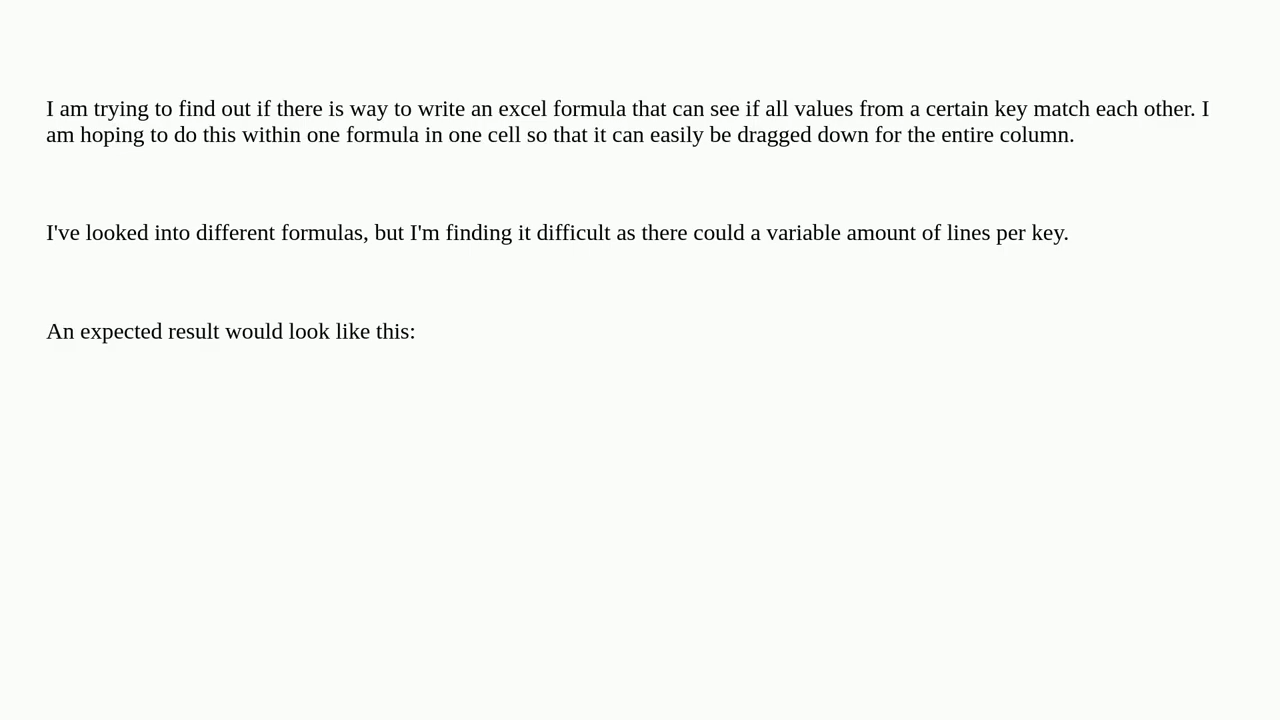 I am trying to find out if there is way to write an excel formula that can see if all values from a certain key match each other. I
am hoping to do this within one formula in one cell so that it can easily be dragged down for the entire column.
I've looked into different formulas, but I'm finding it difficult as there could a variable amount of lines per key.
An expected result would look like this: